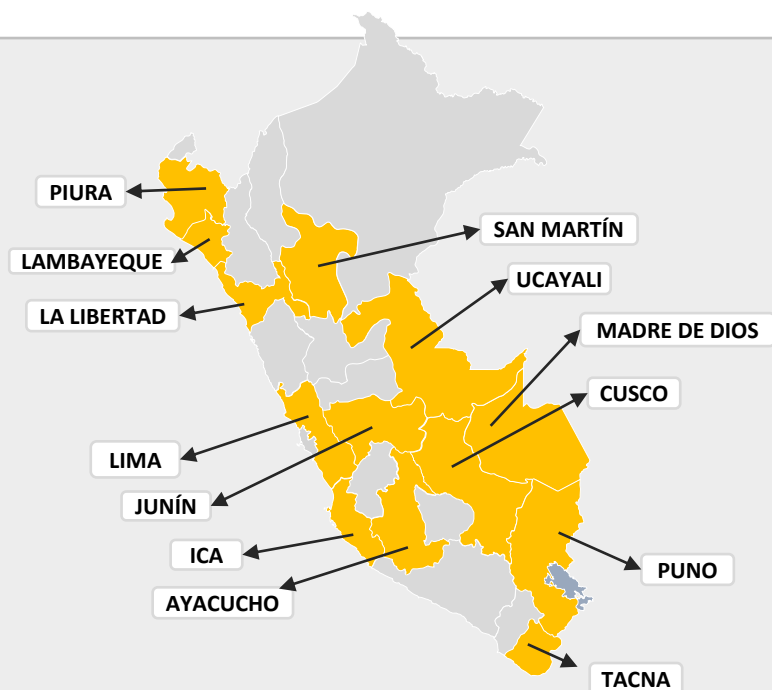 PIURA
LAMBAYEQUE
LA LIBERTAD
SAN MARTÍN
UCAYALI
MADRE DE DIOS
CUSCO
LIMA
JUNÍN
ICA
AYACUCHO
PUNO
TACNA